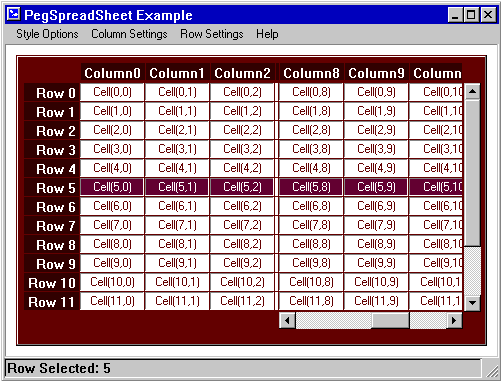 PegSpreadSheet Example
Style Options Column Settings Row Settings Help
Column0 Column1 Column2 Column8 Column9 Column
Row 0 Cell(0,0) Cell(0,1) Cell(0,2) Cell(0,8) Cell(0,9) Cell(0,10
Row 1 Cell(1,0) Cell(1,1) Cell(1,2) Cell(1,8) Cell(1,9) Cell(1,10
Row 2 Cell(2,0) Cell(2,1) Cell(2,2) Cell(2,8) Cell(2,9) Cell(2,10
Row 3 Cell(3,0) Cell(3,1) Cell(3,2) Cell(3,8) Cell(3,9) Cell(3,10
Row 4 Cell(4,0) Cell(4,1) Cell(4,2) Cell(4,8) Cell(4,9) Cell(4,10
Row 5 Cell(5,0) Cell(5,1) Cell(5,2) Cell(5,8) Cell(5,9) Cell(5,10
Row 6 Cell(6,0) Cell(6,1) Cell(6,2) Cell(6,8) Cell(6,9) Cell(6,10
Row 7 Cell(7,0) Cell(7,1) Cell(7,2) Cell(7,8) Cell(7,9) Cell(7,10
Row 8 Cell(8,0) Cell(8,1) Cell(8,2) Cell(8,8) Cell(8,9) Cell(8,10
Row 9 Cell(9,0) Cell(9,1) Cell(9,2) Cell(9,8) Cell(9,9) Cell(9,10
Row 10 Cell(10,0) Cell(10,1) Cell(10,2) Cell(10,8) Cell(10,9) Cell(10,1
Row 11 Cell(11,0) Cell(11,1) Cell(11,2) Cell(11,8) Cell(11,9) Cell(11,1
Row Selected: 5